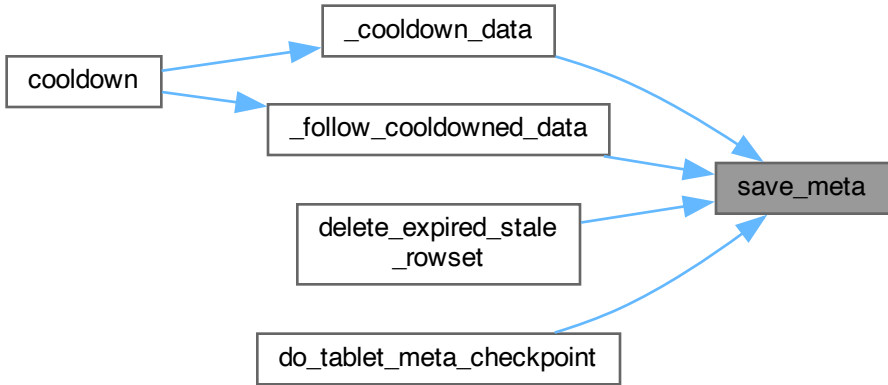 _cooldown_data
cooldown
_follow_cooldowned_data
save_meta
delete_expired_stale
_rowset
do_tablet_meta_checkpoint